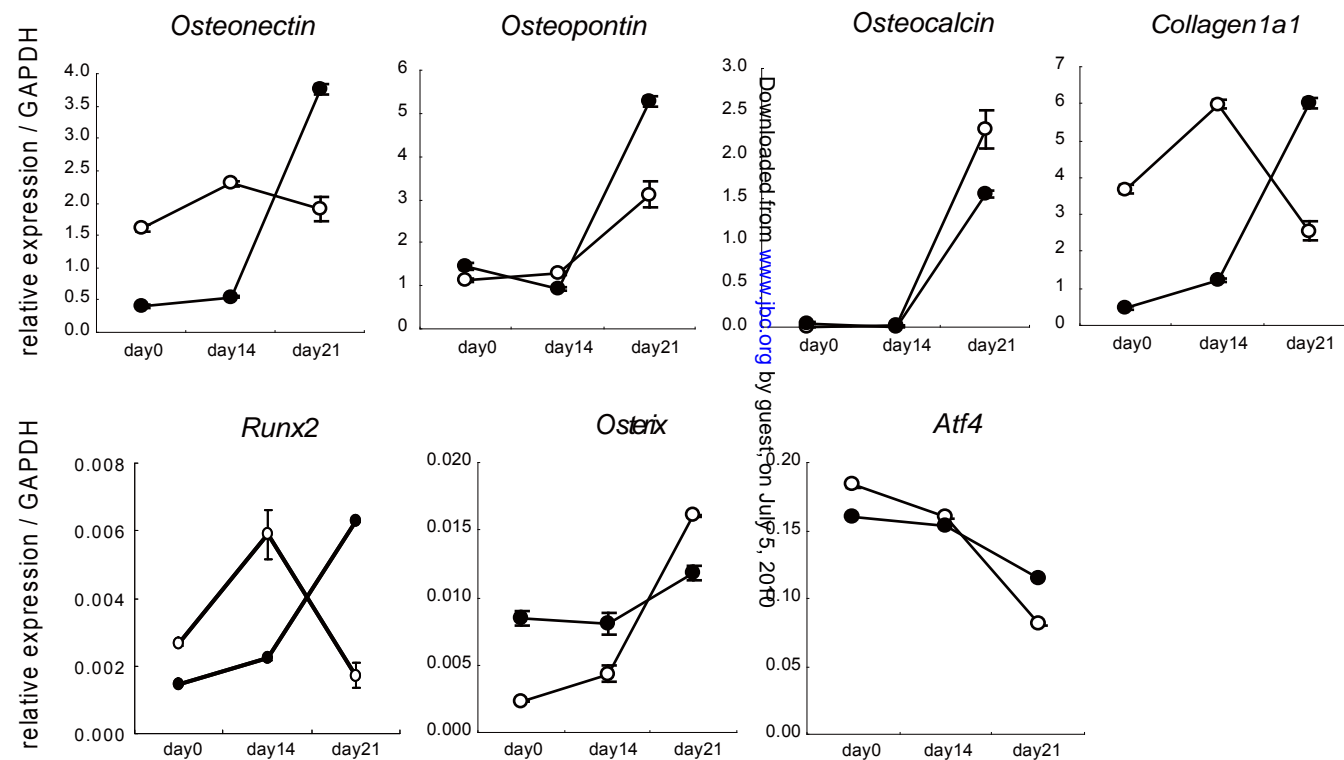 Osteonectin
Osteopontin
Osteocalcin
Collagen1a1
relative expression / GAPDH
4.0
3.5
3.0
2.5
2.0
1.5
1.0
0.5
0.0
day0 day14 day21
6
5
4
3
2
1
0
day0 day14 day21
3.0
2.5
2.0
1.5
1.0
0.5
0.0
day0 day14 day21
7
6
5
4
3
2
1
0
day0 day14 day21
Downloaded from www.jbc.org by guest, on July 5, 2010
Runx2
Osterix
Atf4
relative expression / GAPDH
0.008
0.006
0.004
0.002
0.000
day0 day14 day21
0.020
0.015
0.010
0.005
0.000
day0 day14 day21
0.20
0.15
0.10
0.05
0.00
day0 day14 day21